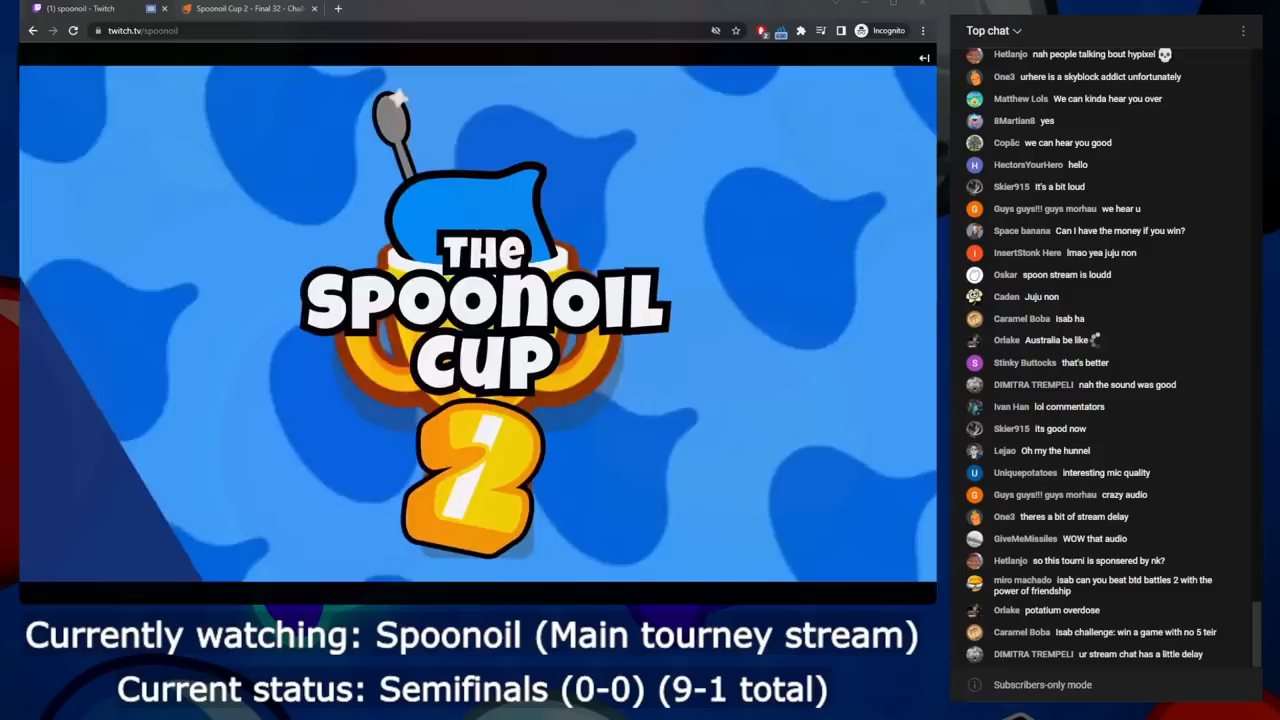 (1) spoonoil - Twitch
Spoonoil Cup 2 - Final 32 - Chall
twitch.tv/spoonoil
Incognito
THE
SPOONOIL
CUP
2
Currently watching: Spoonoil (Main tourney stream)
Current status: Semifinals (0-0) (9-1 total)
Top chat
Hetlanjo nah people talking bout hypixel
One3 urhere is a skyblock addict unfortunately
Matthew Lols We can kinda hear you over
8Martian8 yes
Copăc we can hear you good
H HectorsYourHero hello
Skier915 It's a bit loud
G Guys guys!!! guys morhau we hear u
Space banana Can I have the money if you win?
I InsertStonk Here lmao yea juju non
Oskar spoon stream is loudd
Caden Juju non
Caramel Boba Isab ha
Orlake Australia be like
S Stinky Buttocks that's better
DIMITRA TREMPELI nah the sound was good
Ivan Han lol commentators
Skier915 Its good now
Lejao Oh my the hunnel
U Uniquepotatoes interesting mic quality
G Guys guys!!! guys morhau crazy audio
One3 theres a bit of stream delay
GiveMeMissiles WOW that audio
Hetlanjo so this tourni is sponsered by nk?
miro machado isab can you beat btd battles 2 with the
power of friendship
Orlake potatium overdose
Caramel Boba Isab challenge: win a game with no 5 teir
DIMITRA TREMPELI ur stream chat has a little delay
Subscribers-only mode